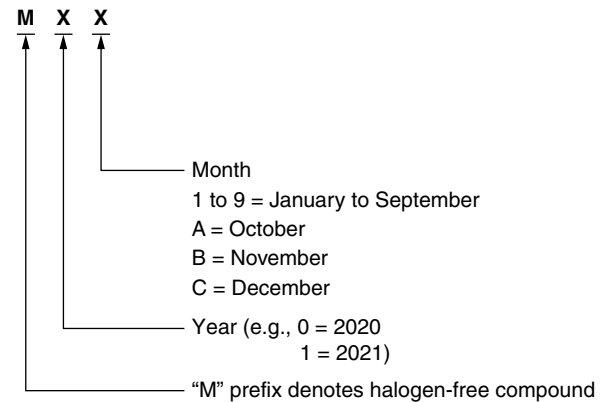 M X X
Month
1 to 9 = January to September
A = October
B = November
C = December
Year (e.g., 0 = 2020
1 = 2021)
“M” prefix denotes halogen-free compound